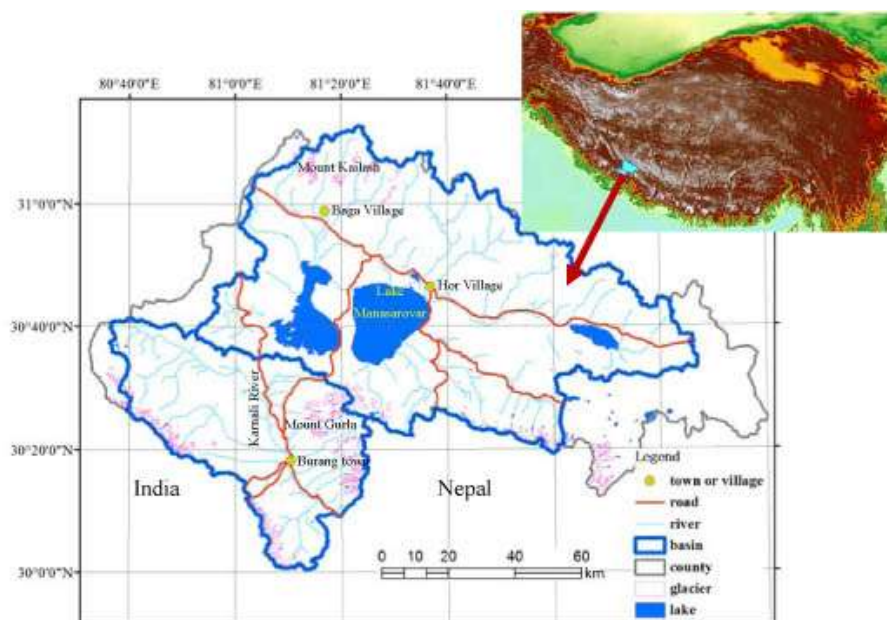 80°40'0"E 81°0'0"E 81°20'0"E 81°40'0"E
Mount Kailash
31°0'0"N
Baga Village
Hor Village
Lake
Manasarovar
30°40'0"N
Karnali River
Mount Gurla
30°20'0"N
Burang town
India
Nepal
30°0'0"N
0 10 20 40 60
km
Legend
town or village
road
river
basin
county
glacier
lake